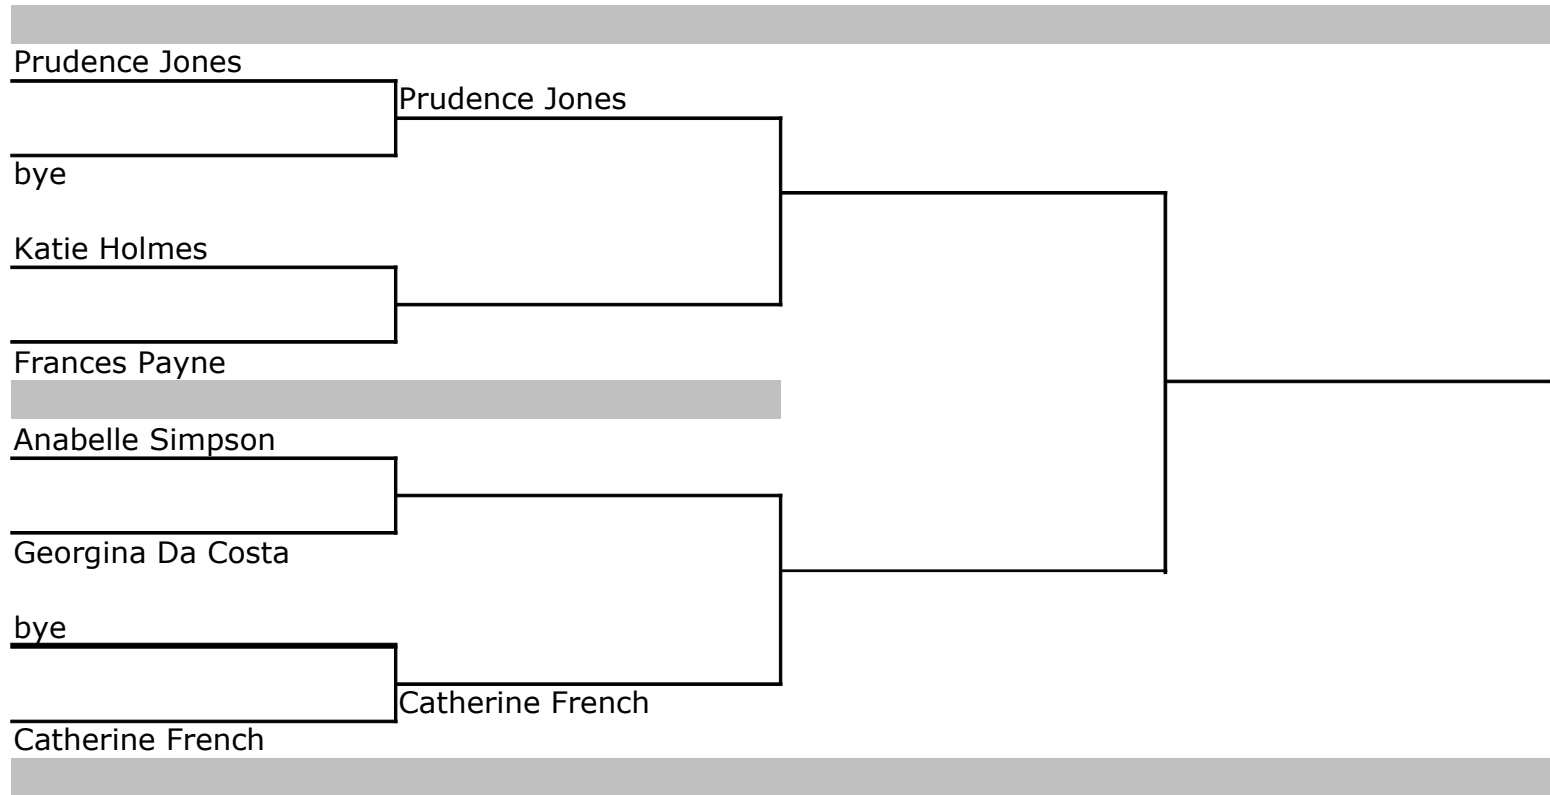 Prudence Jones
Prudence Jones
bye
Katie Holmes
Frances Payne
Anabelle Simpson
Georgina Da Costa
bye
Catherine French
Catherine French